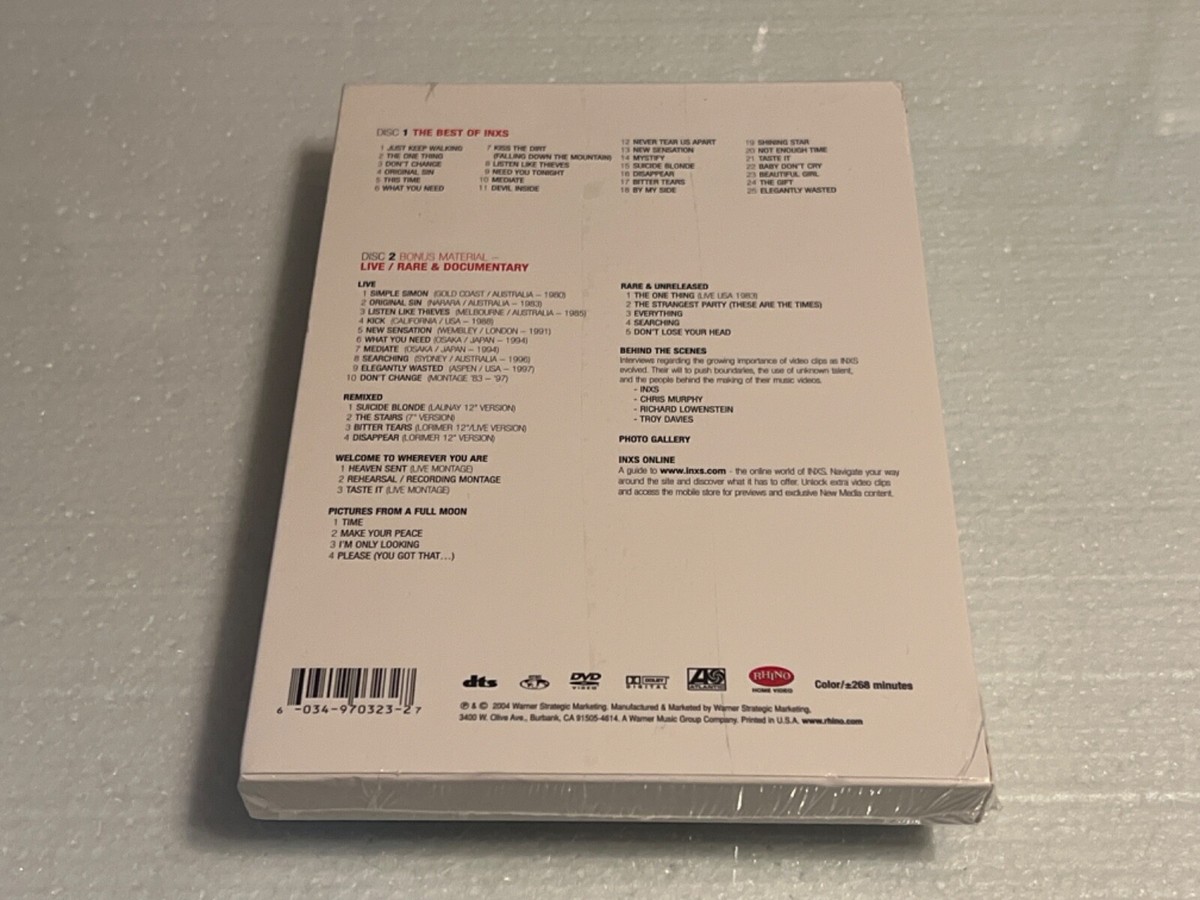 DISC 1 THE BEST OF INXS
1 JUST KEEP WALKING
2 THE ONE THING
3 DON'T CHANGE
4 ORIGINAL SIN
5 THIS TIME
6 WHAT YOU NEED
7 KISS THE DIRT
(FALLING DOWN THE MOUNTAIN)
8 LISTEN LIKE THIEVES
9 NEED YOU TONIGHT
10 MEDIATE
11 DEVIL INSIDE
12 NEVER TEAR US APART
13 NEW SENSATION
14 MYSTIFY
15 SUICIDE BLONDE
16 DISAPPEAR
17 BITTER TEARS
18 BY MY SIDE
19 SHINING STAR
20 NOT ENOUGH TIME
21 TASTE IT
22 BABY DON'T CRY
23 BEAUTIFUL GIRL
24 THE GIFT
25 ELEGANTLY WASTED
DISC 2 BONUS MATERIAL –
LIVE / RARE & DOCUMENTARY
LIVE
1 SIMPLE SIMON (GOLD COAST / AUSTRALIA – 1980)
2 ORIGINAL SIN (NARARA / AUSTRALIA – 1983)
3 LISTEN LIKE THIEVES (MELBOURNE / AUSTRALIA – 1985)
4 KICK (CALIFORNIA / USA – 1988)
5 NEW SENSATION (WEMBLEY / LONDON – 1991)
6 WHAT YOU NEED (OSAKA / JAPAN – 1994)
7 MEDIATE (OSAKA / JAPAN – 1994)
8 SEARCHING (SYDNEY / AUSTRALIA – 1996)
9 ELEGANTLY WASTED (ASPEN / USA – 1997)
10 DON'T CHANGE (MONTAGE '83 – '97)
REMIXED
1 SUICIDE BLONDE (LAUNAY 12" VERSION)
2 THE STAIRS (7" VERSION)
3 BITTER TEARS (LORIMER 12"/LIVE VERSION)
4 DISAPPEAR (LORIMER 12" VERSION)
WELCOME TO WHEREVER YOU ARE
1 HEAVEN SENT (LIVE MONTAGE)
2 REHEARSAL / RECORDING MONTAGE
3 TASTE IT (LIVE MONTAGE)
PICTURES FROM A FULL MOON
1 TIME
2 MAKE YOUR PEACE
3 I'M ONLY LOOKING
4 PLEASE (YOU GOT THAT...)
RARE & UNRELEASED
1 THE ONE THING (LIVE USA 1983)
2 THE STRANGEST PARTY (THESE ARE THE TIMES)
3 EVERYTHING
4 SEARCHING
5 DON'T LOSE YOUR HEAD
BEHIND THE SCENES
Interviews regarding the growing importance of video clips as INXS
evolved. Their will to push boundaries, the use of unknown talent,
and the people behind the making of their music videos.
- INXS
- CHRIS MURPHY
- RICHARD LOWENSTEIN
- TROY DAVIES
PHOTO GALLERY
INXS ONLINE
A guide to www.inxs.com - the online world of INXS. Navigate your way
around the site and discover what it has to offer. Unlock extra video clips
and access the mobile store for previews and exclusive New Media content.
6 -034-970323-2 7
dts
DVD
VIDEO
DOLBY
DIGITAL
ATLANTIC
RHINO
HOME VIDEO
Color/±268 minutes
℗ & © 2004 Warner Strategic Marketing. Manufactured & Marketed by Warner Strategic Marketing,
3400 W. Olive Ave., Burbank, CA 91505-4614. A Warner Music Group Company. Printed in U.S.A. www.rhino.com